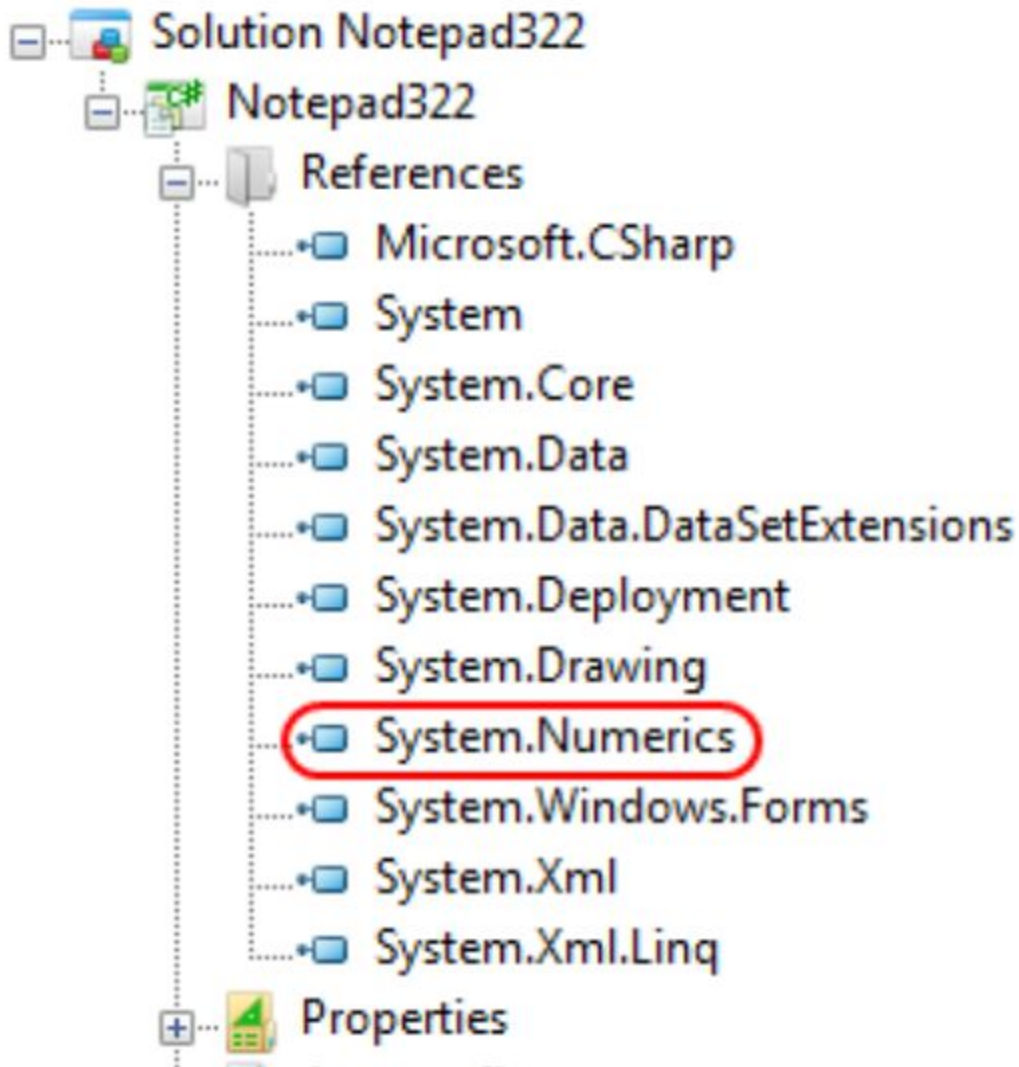 Solution Notepad322
Notepad322
References
Microsoft.CSharp
System
System.Core
System.Data
System.Data.DataSetExtensions
System.Deployment
System.Drawing
System.Numerics
System.Windows.Forms
System.Xml
System.Xml.Linq
Properties